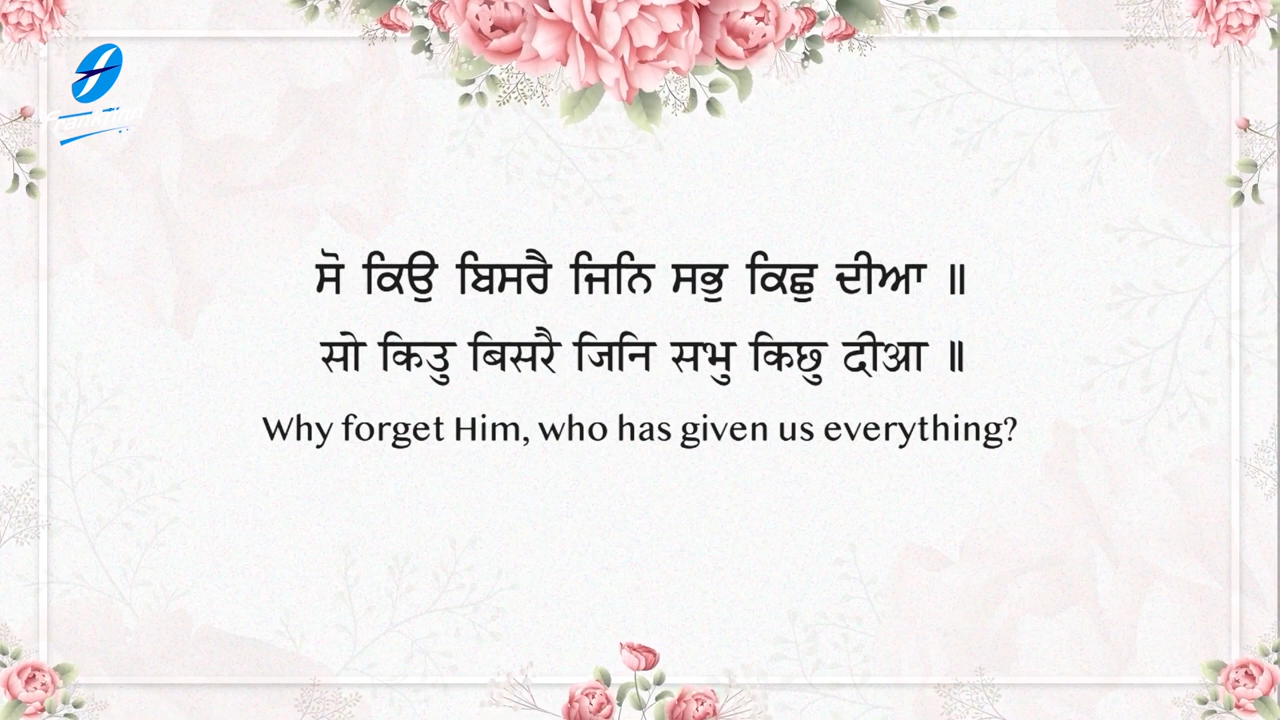 ਸੋ ਕਿਉ ਬਿਸਰੈ ਜਿਨਿ ਸਭੁ ਕਿਛੁ ਦੀਆ ॥
सो कितु बिसरै जिनि सभु किछु दीआ ॥
Why forget Him, who has given us everything?